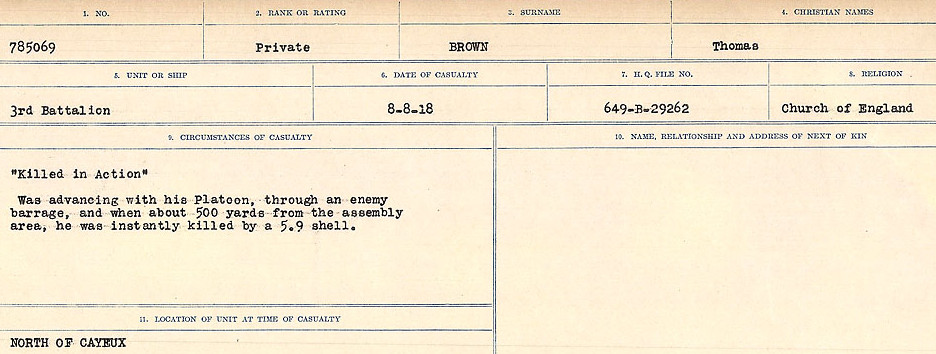 1. NO. 2. RANK OR RATING 3. SURNAME 4. CHRISTIAN NAMES
785069 Private BROWN Thomas
5. UNIT OR SHIP 6. DATE OF CASUALTY 7. H.Q. FILE NO. 8. RELIGION
3rd Battalion 8-8-18 649-B-29262 Church of England
9. CIRCUMSTANCES OF CASUALTY 10. NAME, RELATIONSHIP AND ADDRESS OF NEXT OF KIN
"Killed in Action"
Was advancing with his Platoon, through an enemy
barrage, and when about 500 yards from the assembly
area, he was instantly killed by a 5.9 shell.
11. LOCATION OF UNIT AT TIME OF CASUALTY
NORTH OF CAYEUX